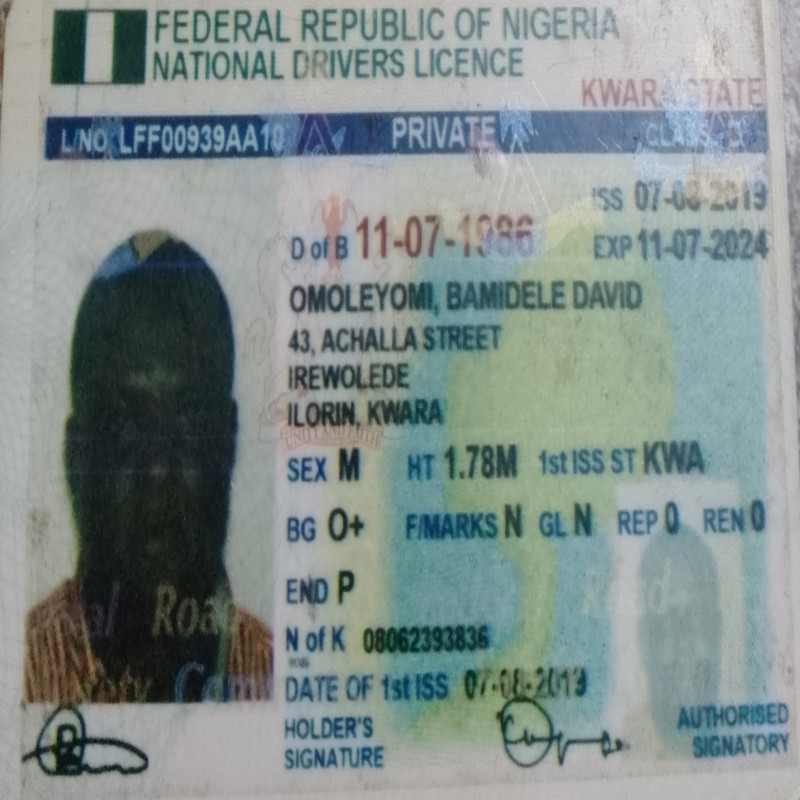 FEDERAL REPUBLIC OF NIGERIA
NATIONAL DRIVERS LICENCE
KWARA STATE
L/NO LFF00939AA10 PRIVATE CLASS
ISS 07-08-2019
D of B 11-07-1986 EXP 11-07-2024
OMOLEYOMI, BAMIDELE DAVID
43, ACHALLA STREET
IREWOLEDE
ILORIN, KWARA
SEX M HT 1.78M 1st ISS ST KWA
BG O+ F/MARKS N GL N REP 0 REN 0
END P
N of K 08062393836
DATE OF 1st ISS 07-08-2019
HOLDER'S SIGNATURE
AUTHORISED SIGNATORY